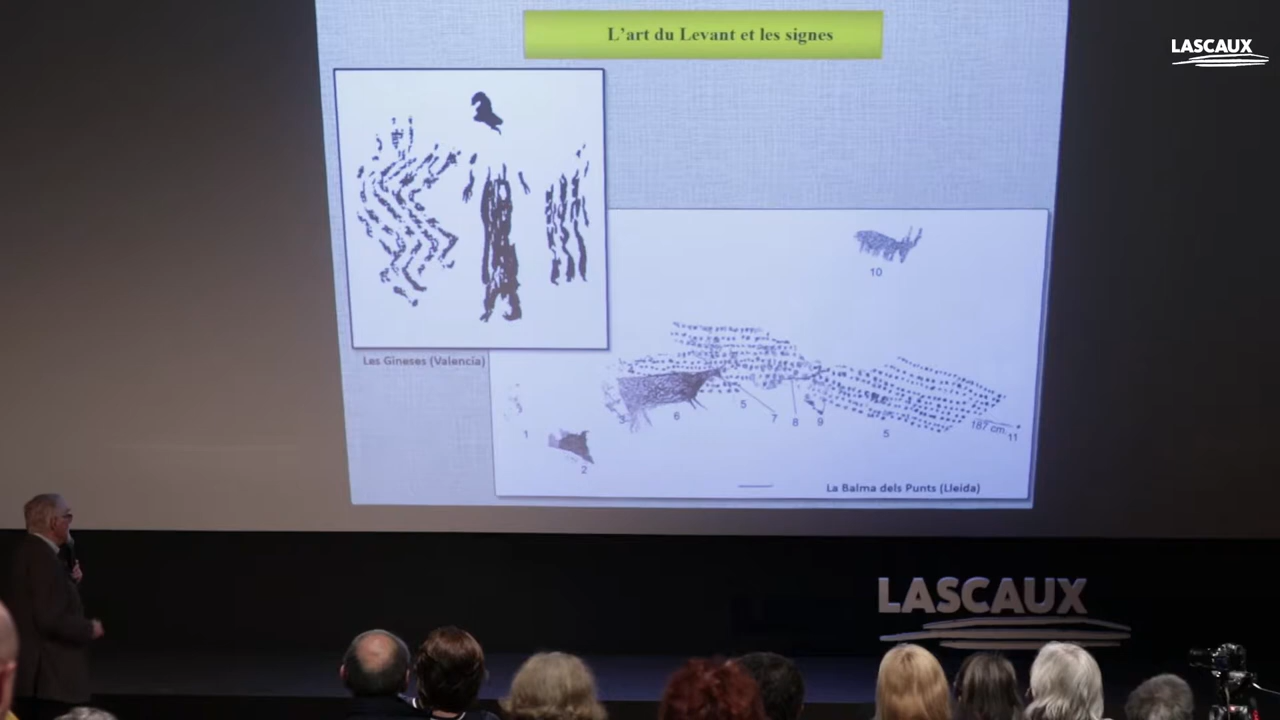 L'art du Levant et les signes
LASCAUX
Les Gineses (Valencia)
10
1
2
6
5
7
8
9
5
187 cm
11
La Balma dels Punts (Lleida)
LASCAUX